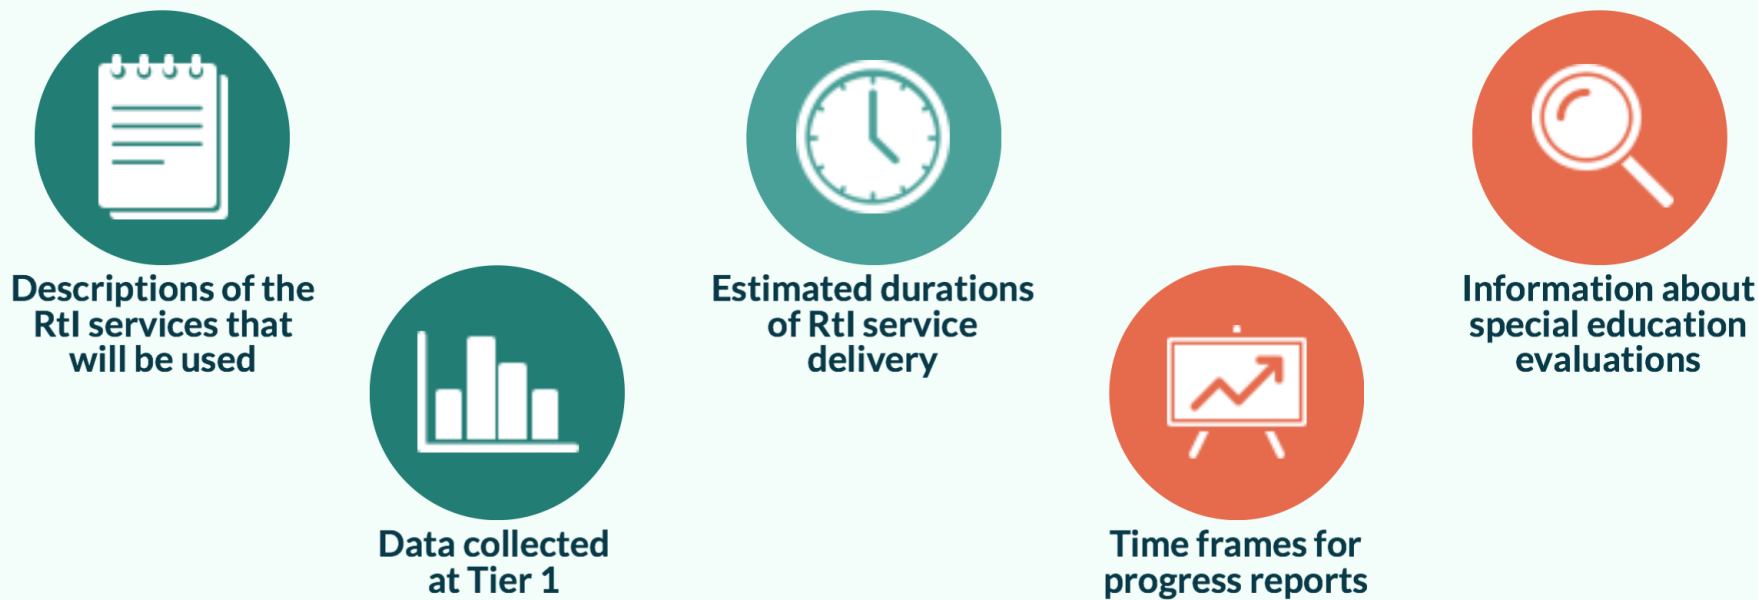 Descriptions of the
RtI services that
will be used
Data collected
at Tier 1
Estimated durations
of RtI service
delivery
Time frames for
progress reports
Information about
special education
evaluations